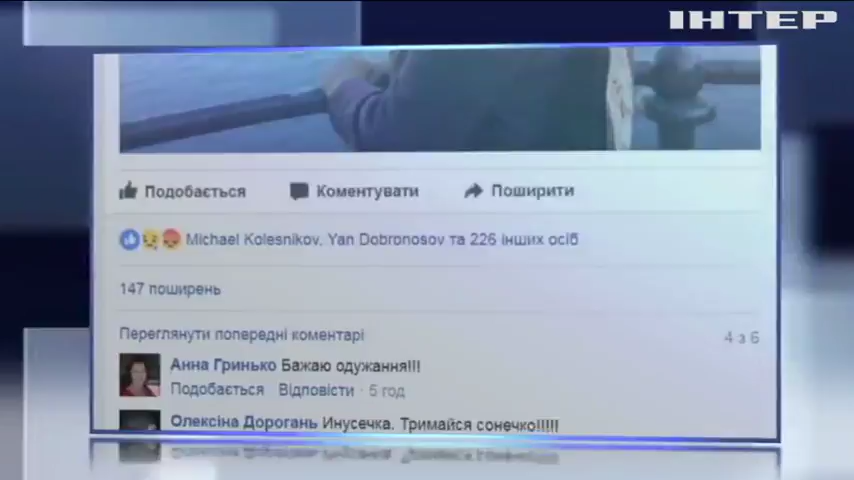 ІНТЕР
Подобається Коментувати Поширити
Michael Kolesnikov, Yan Dobronosov та 226 інших осіб
147 поширень
Переглянути попередні коментарі 4 з 6
Анна Гринько Бажаю одужання!!!
Подобається Відповісти · 5 год
Олексіна Дорогань Инусечка. Тримайся сонечко!!!!!